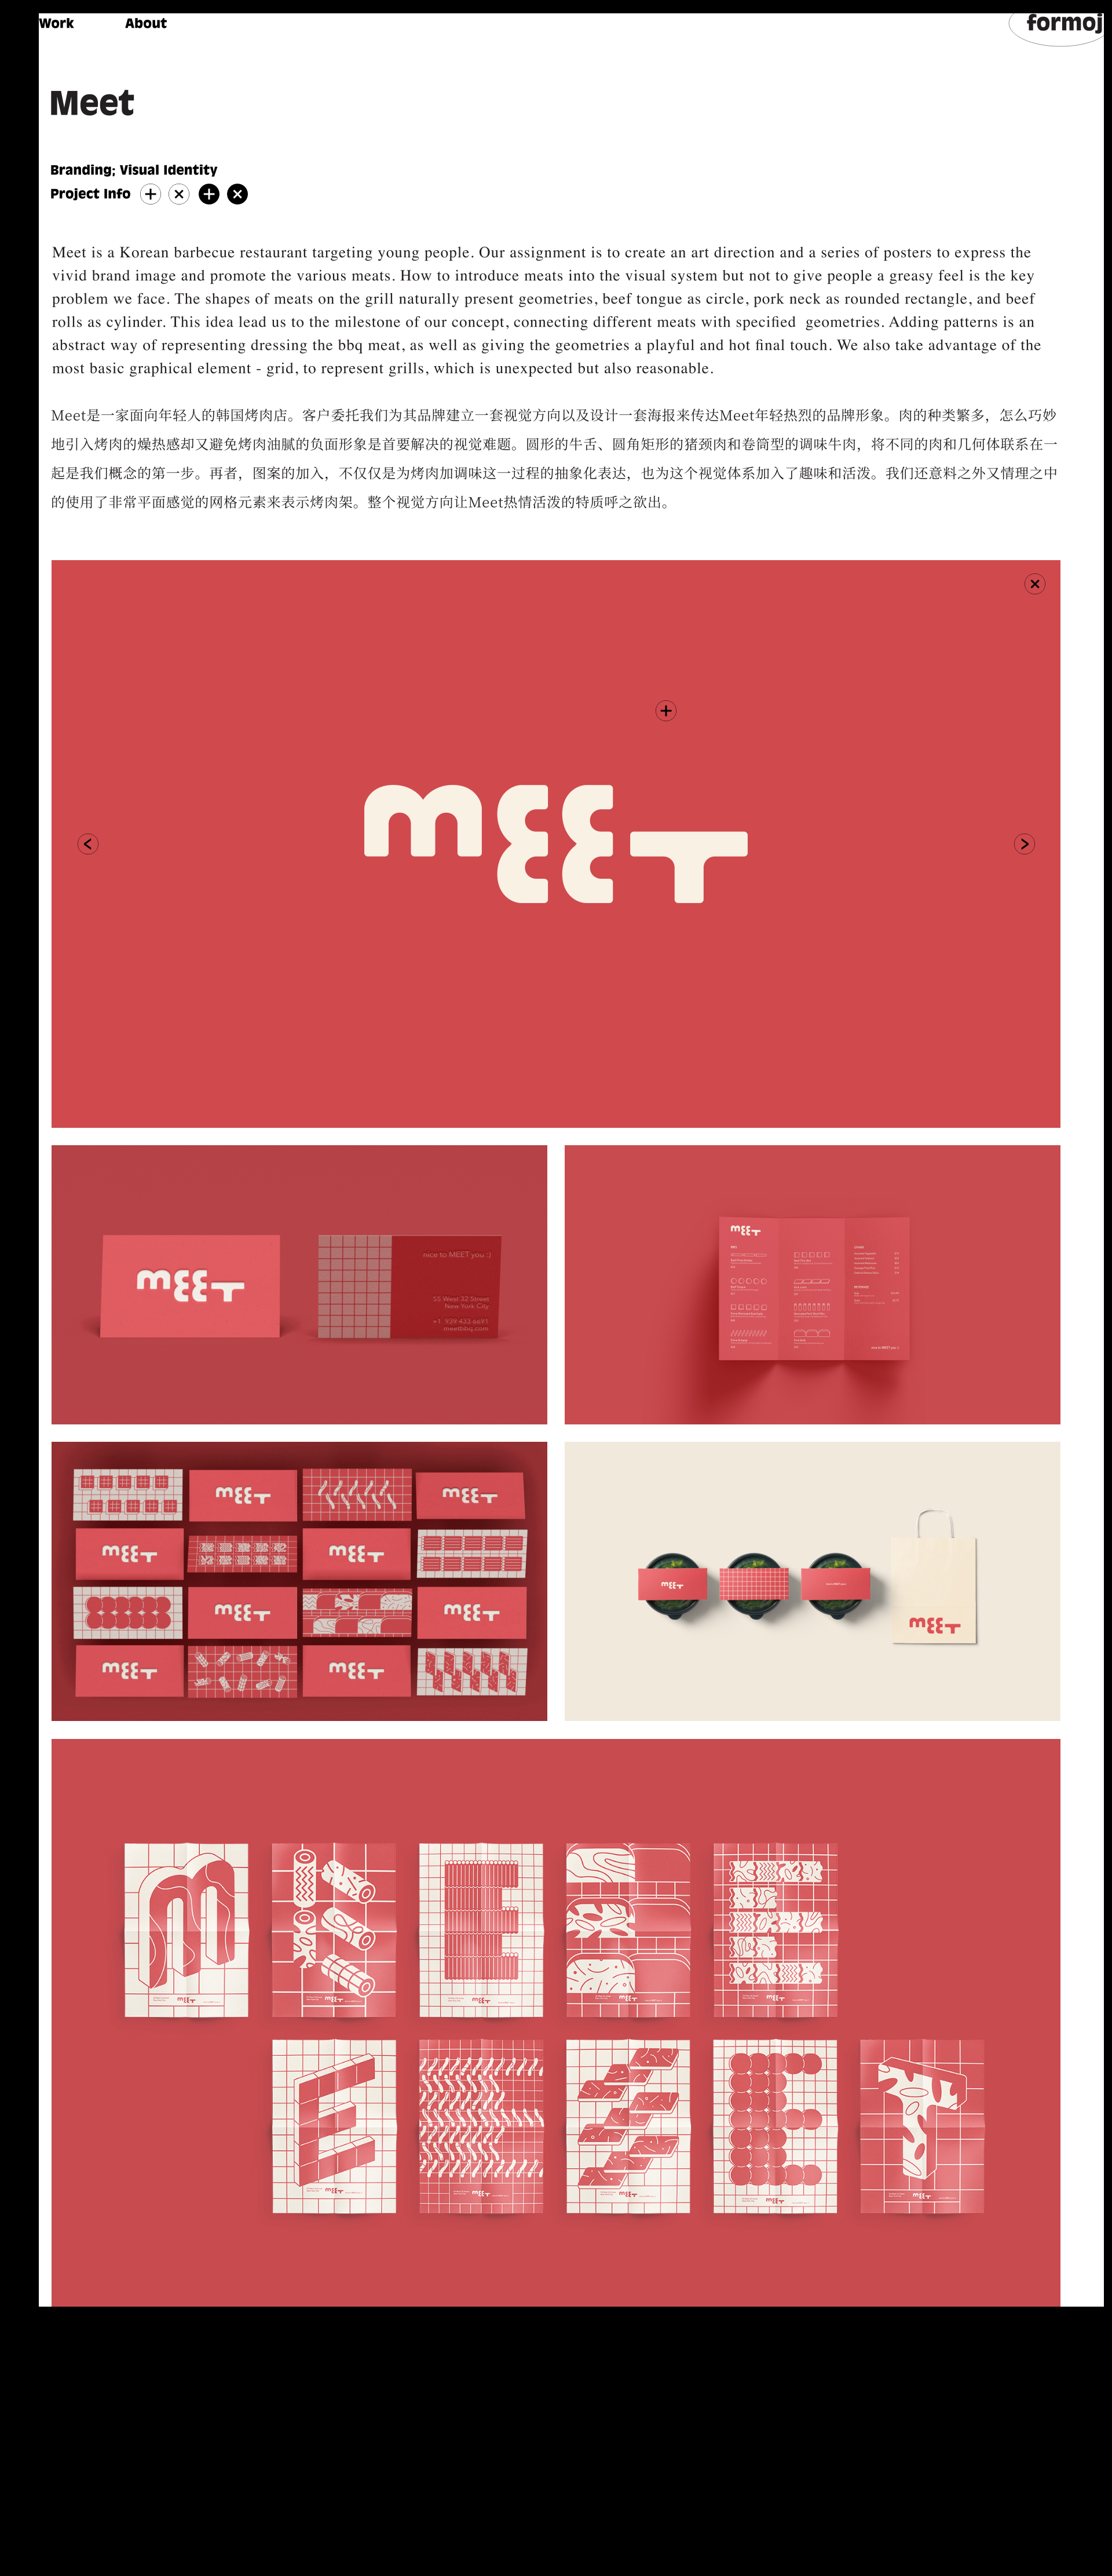 Work About formoj
Meet
Branding; Visual Identity
Project Info
Meet is a Korean barbecue restaurant targeting young people. Our assignment is to create an art direction and a series of posters to express the
vivid brand image and promote the various meats. How to introduce meats into the visual system but not to give people a greasy feel is the key
problem we face. The shapes of meats on the grill naturally present geometries, beef tongue as circle, pork neck as rounded rectangle, and beef
rolls as cylinder. This idea lead us to the milestone of our concept, connecting different meats with specified  geometries. Adding patterns is an
abstract way of representing dressing the bbq meat, as well as giving the geometries a playful and hot final touch. We also take advantage of the
most basic graphical element - grid, to represent grills, which is unexpected but also reasonable.
Meet是一家面向年轻人的韩国烤肉店。客户委托我们为其品牌建立一套视觉方向以及设计一套海报来传达Meet年轻热烈的品牌形象。肉的种类繁多，怎么巧妙
地引入烤肉的燥热感却又避免烤肉油腻的负面形象是首要解决的视觉难题。圆形的牛舌、圆角矩形的猪颈肉和卷筒型的调味牛肉，将不同的肉和几何体联系在一
起是我们概念的第一步。再者，图案的加入，不仅仅是为烤肉加调味这一过程的抽象化表达，也为这个视觉体系加入了趣味和活泼。我们还意料之外又情理之中
的使用了非常平面感觉的网格元素来表示烤肉架。整个视觉方向让Meet热情活泼的特质呼之欲出。
MEET
MEET
nice to MEET you :)
55 West 32 Street
New York City
+1 929 433 6691
meetbbq.com
MEET
MEET MEET
MEET MEET
MEET MEET
MEET MEET
MEET
MEET
M E E
MEET MEET MEET MEET MEET
E E E T
MEET MEET MEET MEET MEET